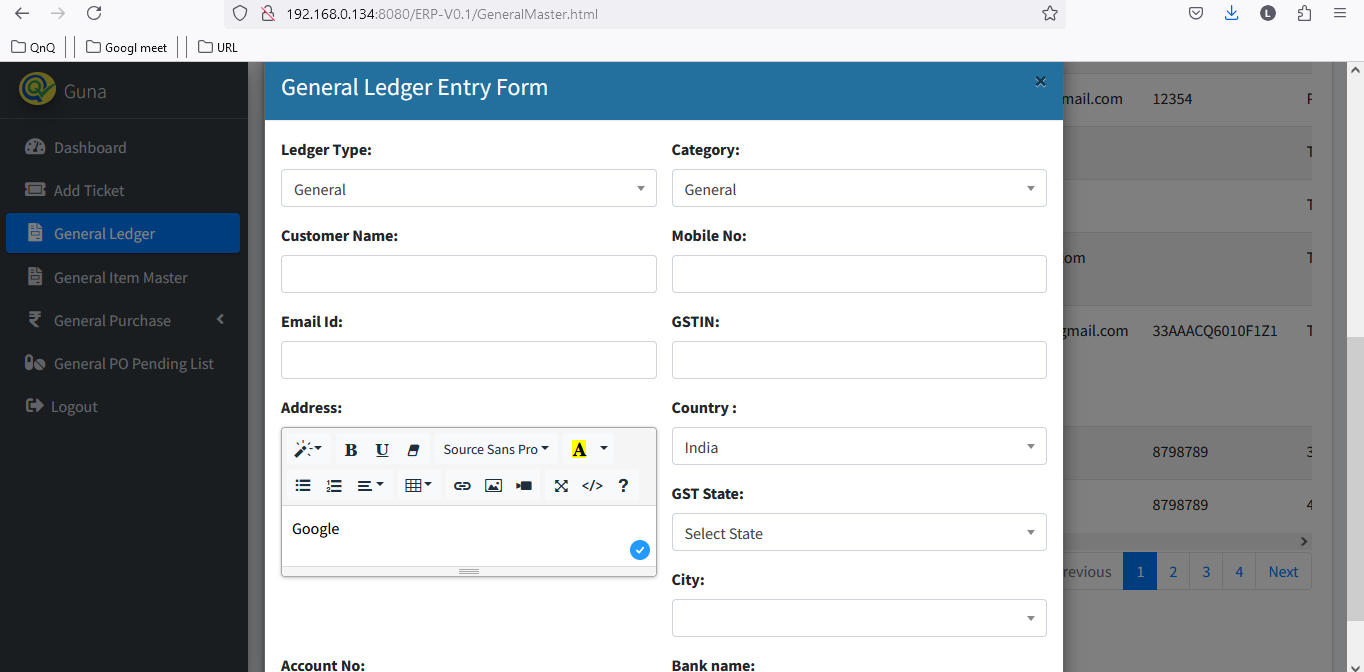 192.168.0.134:8080/ERP-V0.1/GeneralMaster.html
L
QnQ
Googl meet
URL
Guna
Dashboard
Add Ticket
General Ledger
General Item Master
General Purchase
General PO Pending List
Logout
General Ledger Entry Form
×
Ledger Type:
Category:
General
General
Customer Name:
Mobile No:
Email Id:
GSTIN:
Address:
Country :
B U Source Sans Pro A
India
</> ?
GST State:
Google
Select State
City:
Account No:
Bank name:
mail.com 12354
om
gmail.com 33AAACQ6010F1Z1
8798789 3
8798789 4
revious 1 2 3 4 Next